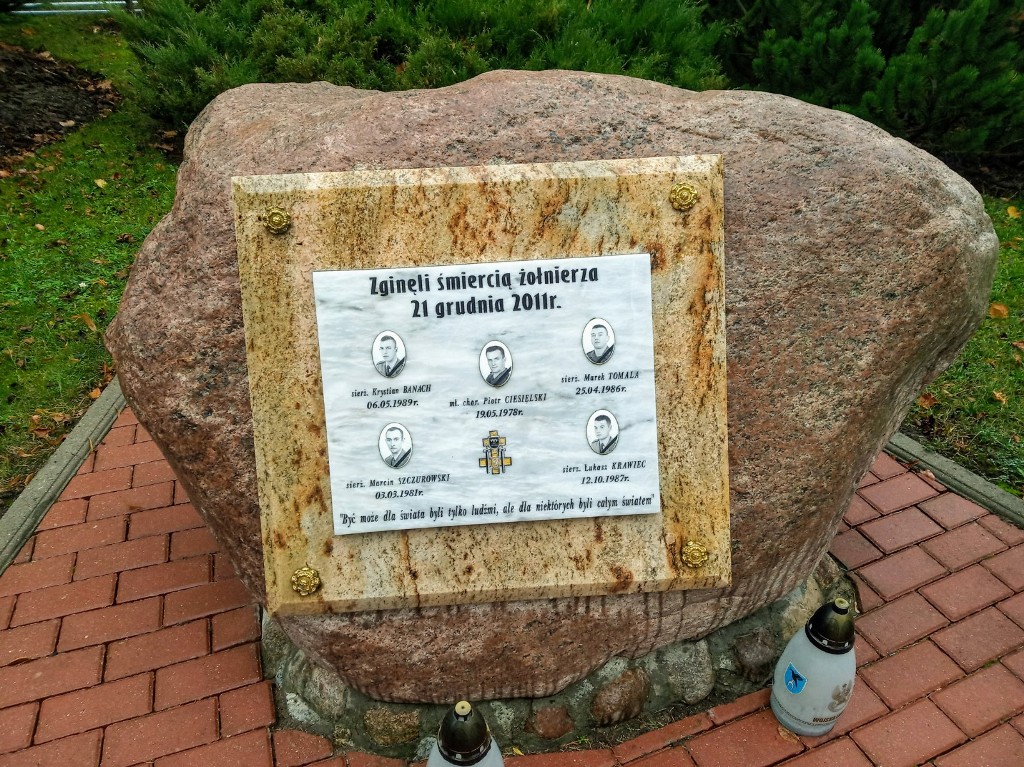 Zginęli śmiercią żołnierza
21 grudnia 2011r.
sierż. Krystian BANACH
06.05.1989r.
mł. chor. Piotr CIESIELSKI
19.05.1978r.
sierż. Marek TOMALA
25.04.1986r.
sierż. Marcin SZCZUROWSKI
03.03.1981r.
sierż. Łukasz KRAWIEC
12.10.1987r.
"Być może dla świata byli tylko ludźmi, ale dla niektórych byli całym światem"